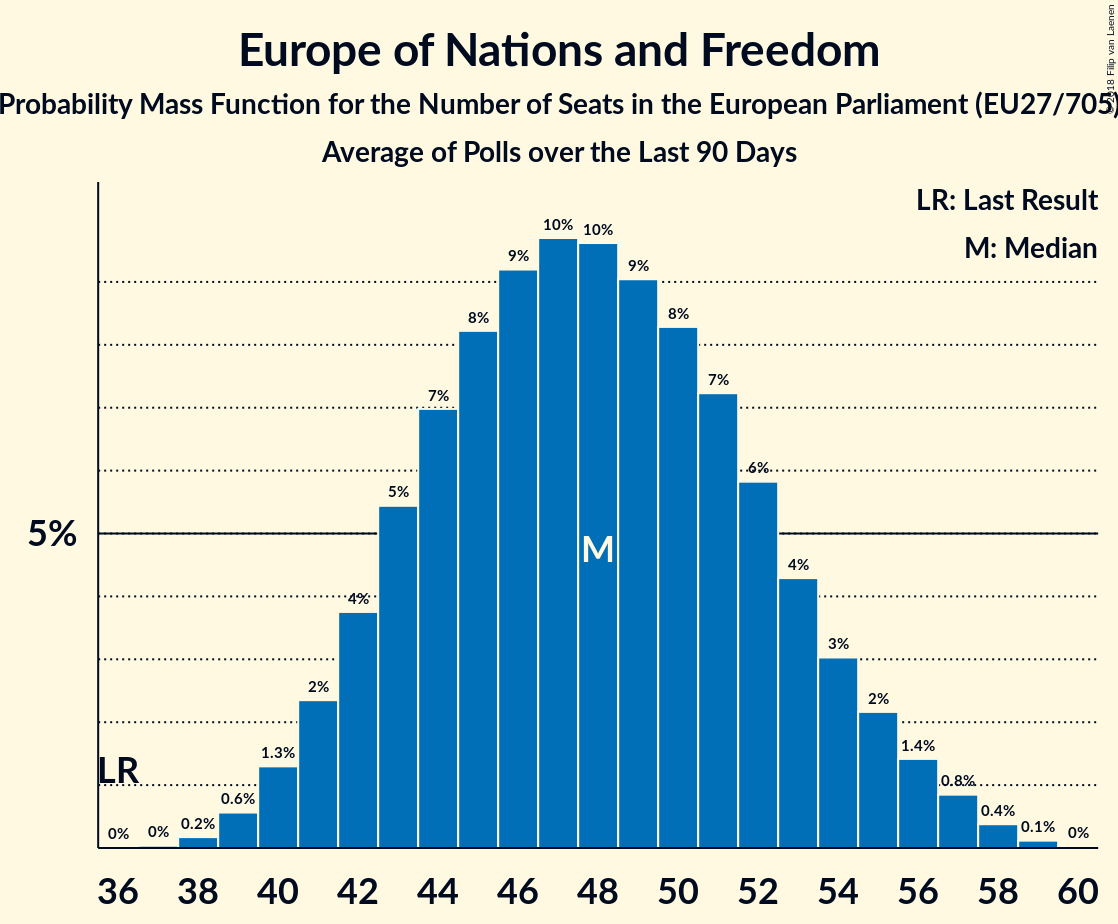 Europe of Nations and Freedom
Probability Mass Function for the Number of Seats in the European Parliament (EU27/705)
Average of Polls over the Last 90 Days
© 2018 Filip van Laenen
LR: Last Result
M: Median
10%
10%
9%
9%
8%
8%
7%
7%
6%
5%
5%
M
4%
4%
3%
2%
2%
1.3%
1.4%
LR
0.6%
0.8%
0.4%
0.2%
0.1%
0%
0%
0%
36 38 40 42 44 46 48 50 52 54 56 58 60